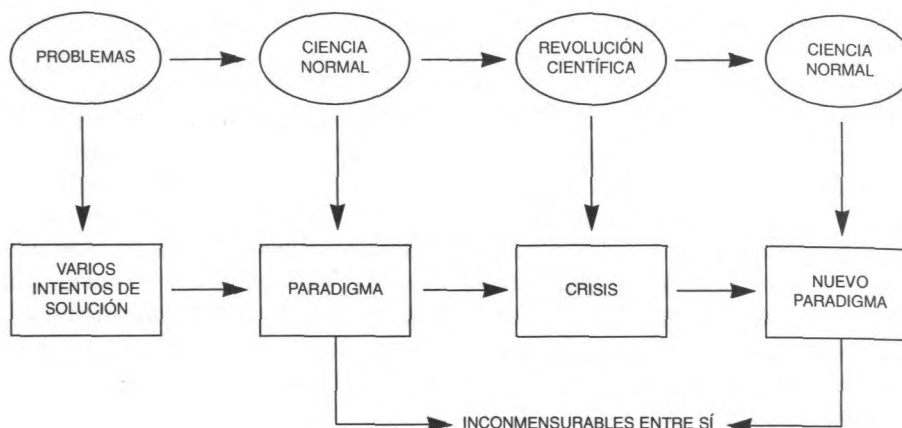 PROBLEMAS
CIENCIA
NORMAL
REVOLUCIÓN
CIENTÍFICA
CIENCIA
NORMAL
VARIOS
INTENTOS DE
SOLUCIÓN
PARADIGMA
CRISIS
NUEVO
PARADIGMA
INCONMENSURABLES ENTRE SÍ